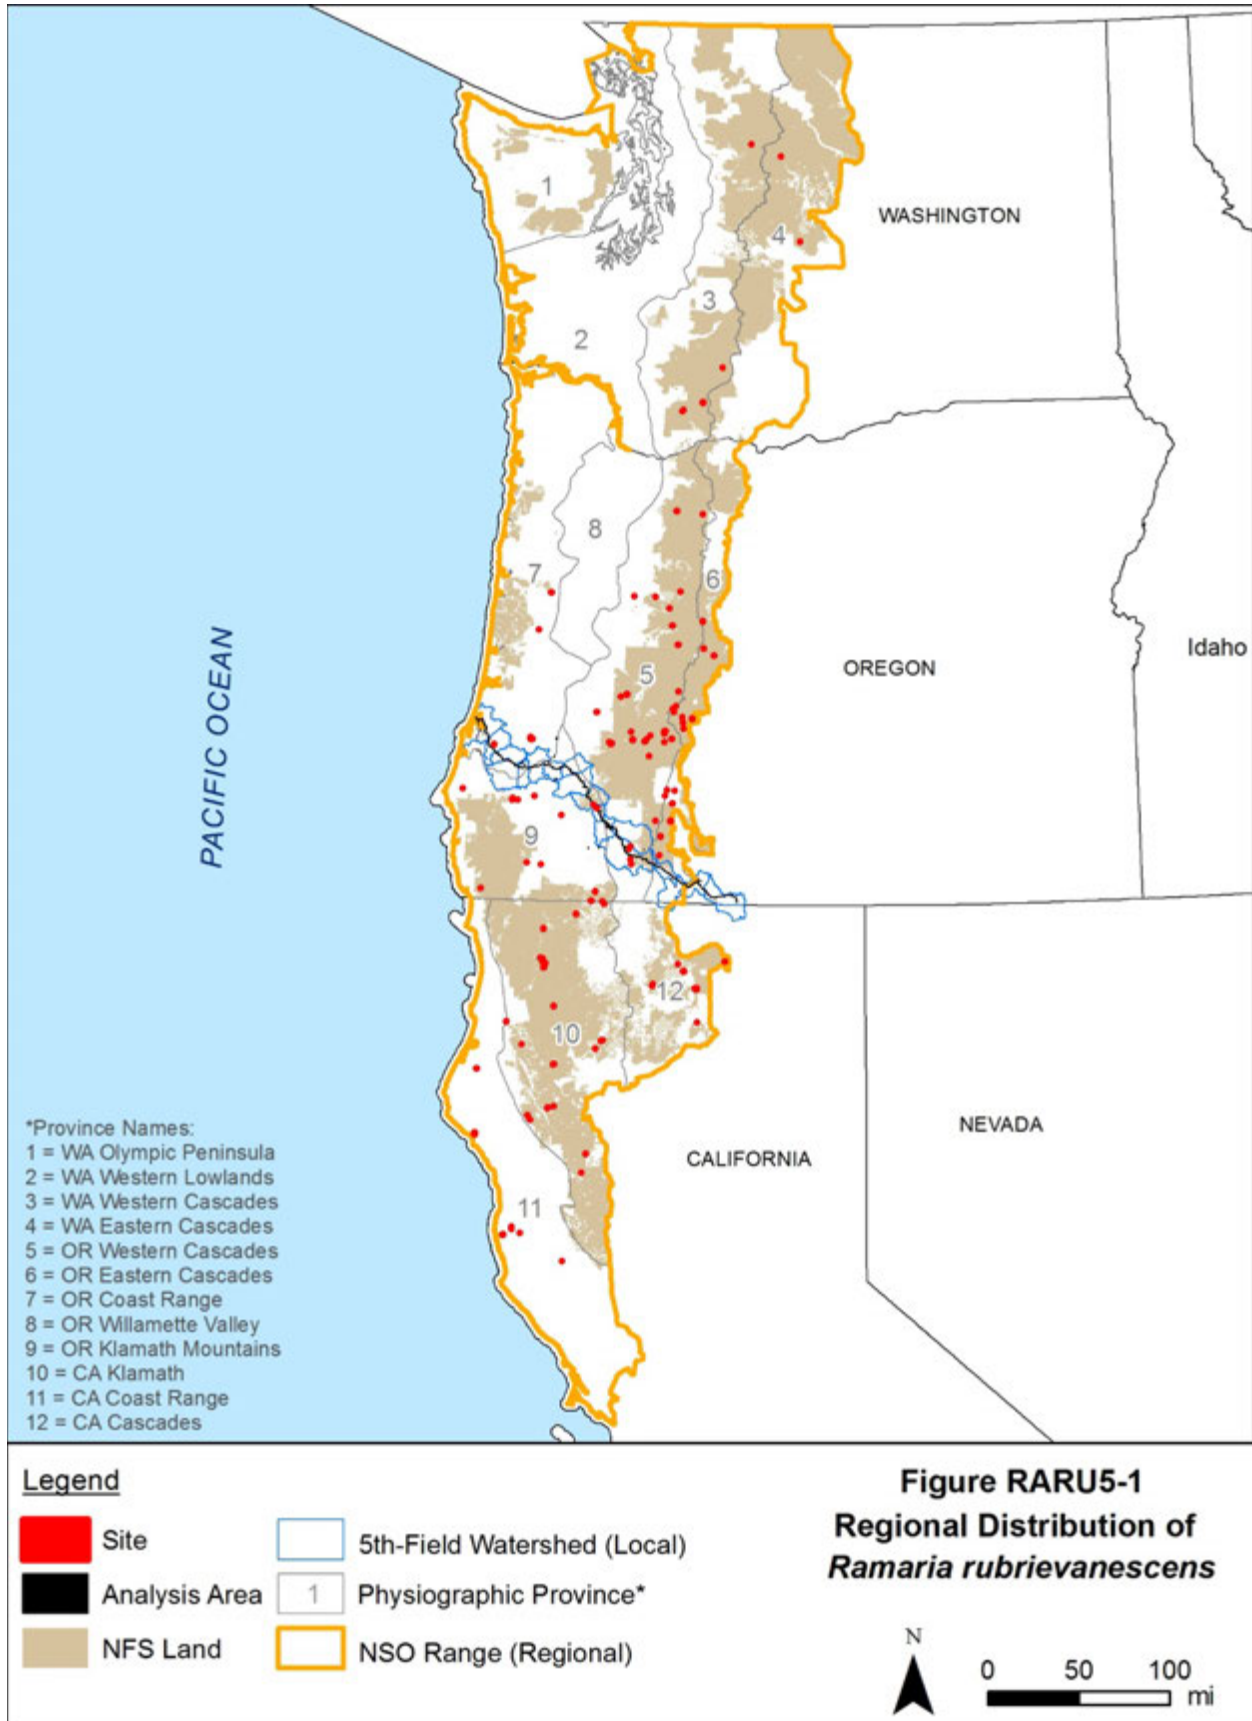 1
WASHINGTON
4
3
2
8
7
6
Idaho
OREGON
5
PACIFIC OCEAN
9
12
10
NEVADA
CALIFORNIA
11
*Province Names:
1 = WA Olympic Peninsula
2 = WA Western Lowlands
3 = WA Western Cascades
4 = WA Eastern Cascades
5 = OR Western Cascades
6 = OR Eastern Cascades
7 = OR Coast Range
8 = OR Willamette Valley
9 = OR Klamath Mountains
10 = CA Klamath
11 = CA Coast Range
12 = CA Cascades
Legend
Site
Analysis Area
NFS Land
5th-Field Watershed (Local)
1 Physiographic Province*
NSO Range (Regional)
Figure RARU5-1
Regional Distribution of
Ramaria rubrievanescens
N
0 50 100
mi